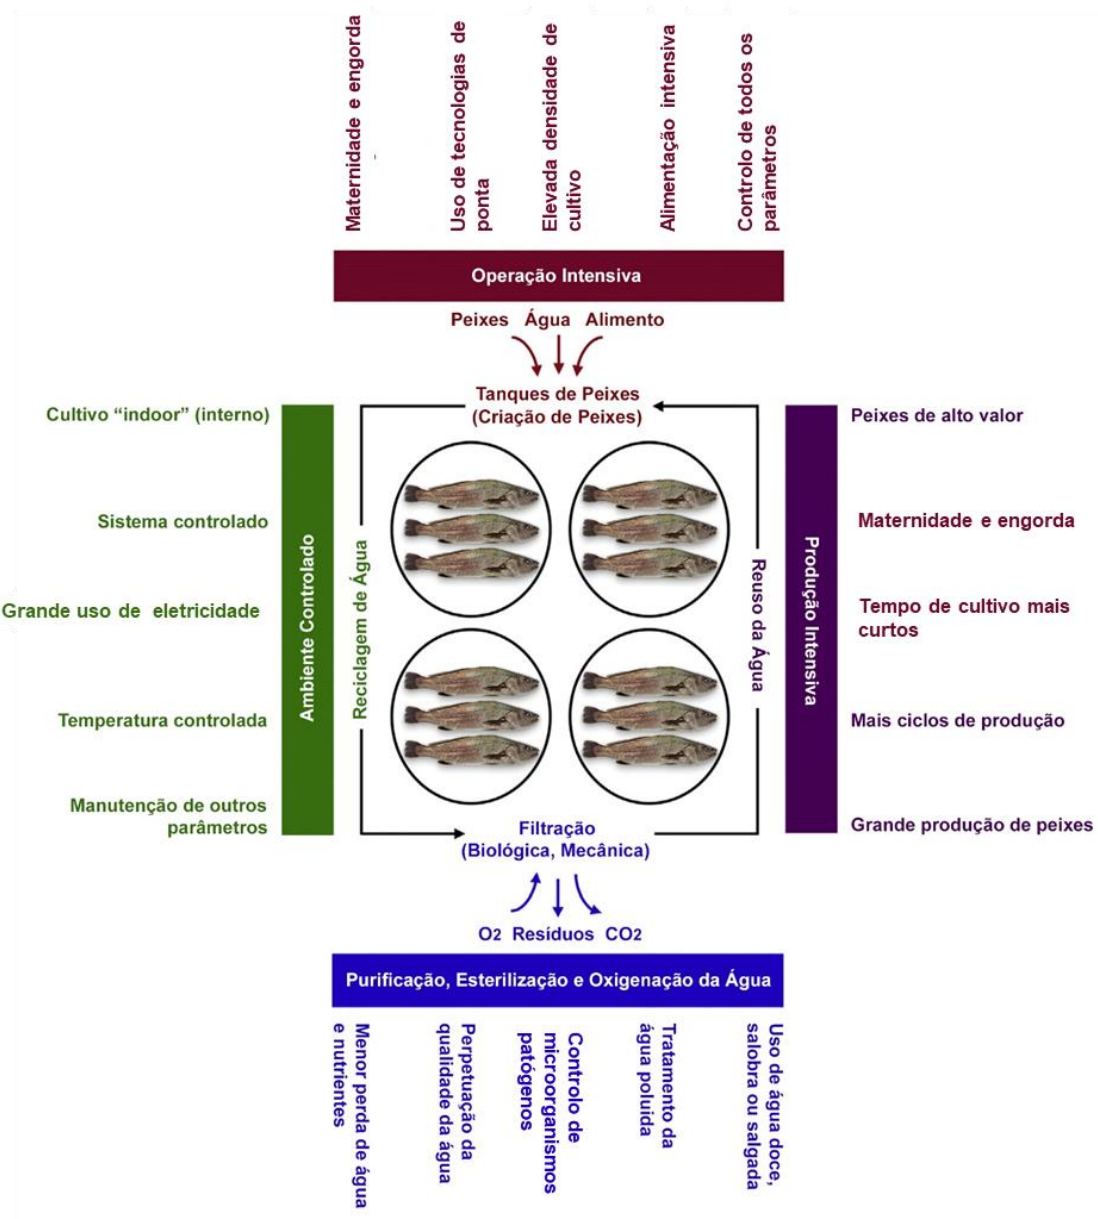 Maternidade e engorda
Uso de tecnologias de
ponta
Elevada densidade de
cultivo
Alimentação intensiva
Controlo de todos os
parâmetros
Operação Intensiva
Peixes Água Alimento
Tanques de Peixes
(Criação de Peixes)
Cultivo “indoor” (interno)
Sistema controlado
Grande uso de eletricidade
Temperatura controlada
Manutenção de outros
parâmetros
Ambiente Controlado
Reciclagem de Água
Reuso da Água
Produção Intensiva
Peixes de alto valor
Maternidade e engorda
Tempo de cultivo mais
curtos
Mais ciclos de produção
Grande produção de peixes
Filtração
(Biológica, Mecânica)
O2 Resíduos CO2
Purificação, Esterilização e Oxigenação da Água
Menor perda de água
e nutrientes
Perpetuação da
qualidade da água
Controlo de
microorganismos
patógenos
Tratamento da
água poluida
Uso de água doce,
salobra ou salgada